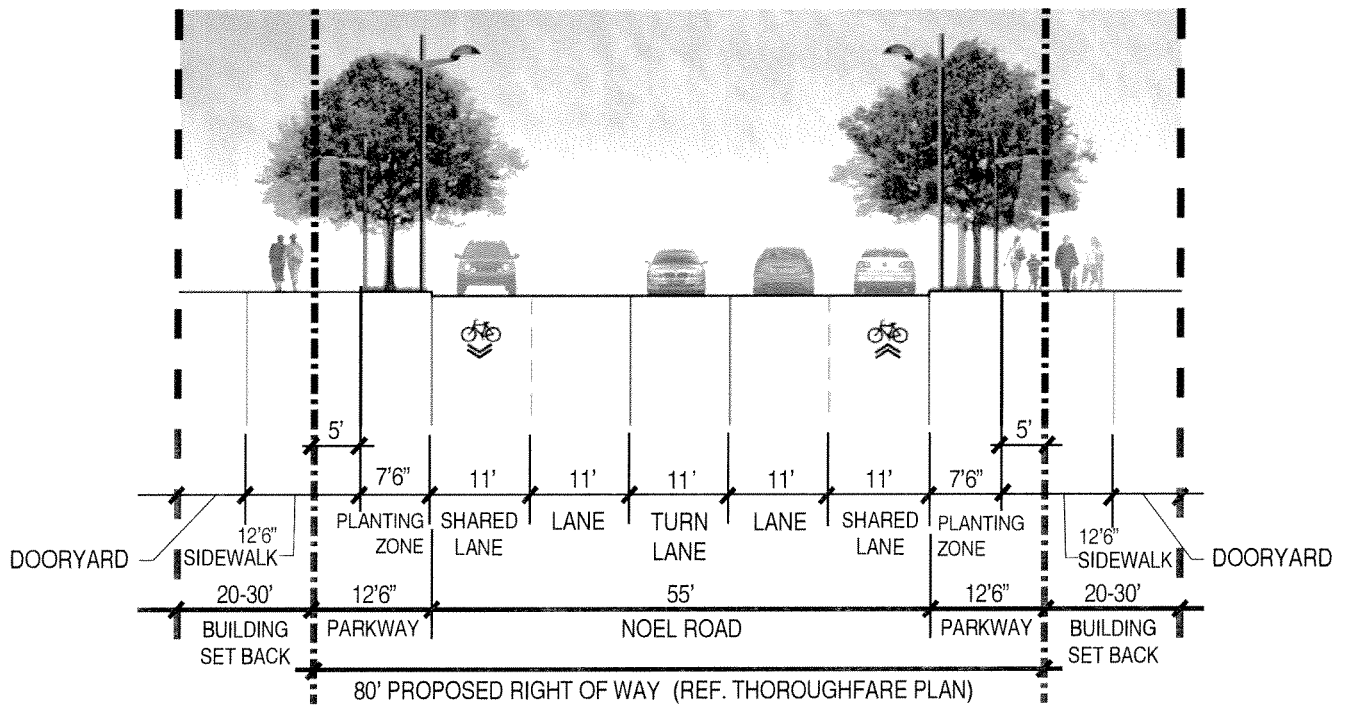 5'
5'
7'6"
11'
11'
11'
11'
11'
7'6"
PLANTING ZONE
SHARED LANE
LANE
TURN LANE
LANE
SHARED LANE
PLANTING ZONE
DOORYARD
12'6" SIDEWALK
12'6" SIDEWALK
DOORYARD
20-30'
12'6"
55'
12'6"
20-30'
BUILDING SET BACK
PARKWAY
NOEL ROAD
PARKWAY
BUILDING SET BACK
80' PROPOSED RIGHT OF WAY (REF. THOROUGHFARE PLAN)